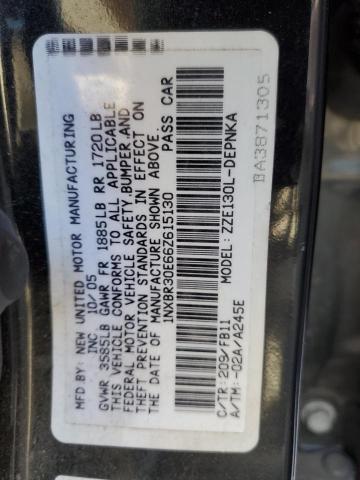 MFD.BY: NEW UNITED MOTOR MANUFACTURING
INC. 10/05
GVWR 3585LB GAWR FR 1885LB RR 1720LB
THIS VEHICLE CONFORMS TO ALL APPLICABLE
FEDERAL MOTOR VEHICLE SAFETY,BUMPER,AND
THEFT PREVENTION STANDARDS IN EFFECT ON
THE DATE OF MANUFACTURE SHOWN ABOVE.
1NXBR30E66Z615130 PASS CAR
MODEL: ZZE130L-DEPNKA
C/TR:209/FB11
A/TM:-02A/A245E
BA3871305